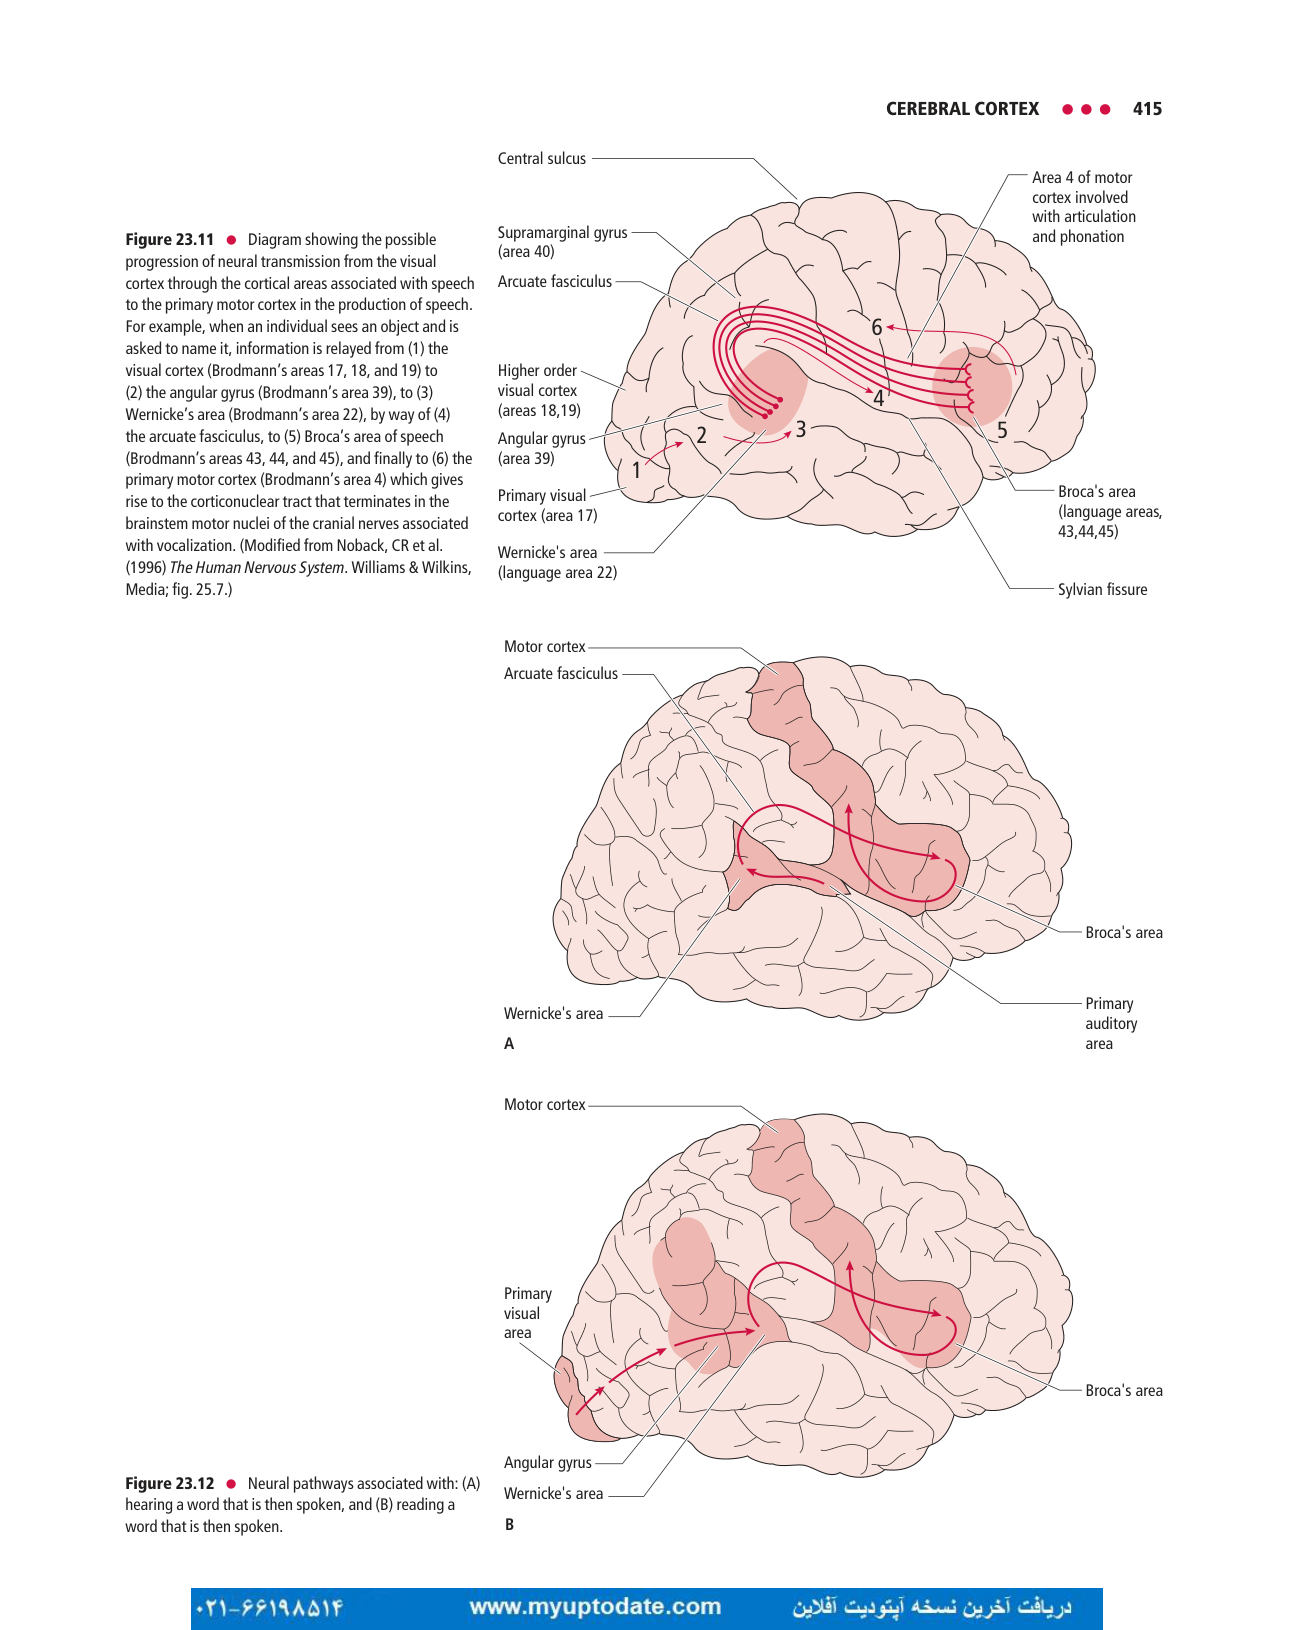 CEREBRAL CORTEX ● ● ● 415
Figure 23.11 ● Diagram showing the possible
progression of neural transmission from the visual
cortex through the cortical areas associated with speech
to the primary motor cortex in the production of speech.
For example, when an individual sees an object and is
asked to name it, information is relayed from (1) the
visual cortex (Brodmann's areas 17, 18, and 19) to
(2) the angular gyrus (Brodmann's area 39), to (3)
Wernicke's area (Brodmann's area 22), by way of (4)
the arcuate fasciculus, to (5) Broca's area of speech
(Brodmann's areas 43, 44, and 45), and finally to (6) the
primary motor cortex (Brodmann's area 4) which gives
rise to the corticonuclear tract that terminates in the
brainstem motor nuclei of the cranial nerves associated
with vocalization. (Modified from Noback, CR et al.
(1996) The Human Nervous System. Williams & Wilkins,
Media; fig. 25.7.)
Central sulcus
Supramarginal gyrus
(area 40)
Arcuate fasciculus
Higher order
visual cortex
(areas 18,19)
Angular gyrus
(area 39)
Primary visual
cortex (area 17)
Wernicke's area
(language area 22)
Area 4 of motor
cortex involved
with articulation
and phonation
6
4
5
3
2
1
Broca's area
(language areas,
43,44,45)
Sylvian fissure
Motor cortex
Arcuate fasciculus
Broca's area
Primary
auditory
area
Wernicke's area
A
Motor cortex
Primary
visual
area
Broca's area
Angular gyrus
Wernicke's area
B
Figure 23.12 ● Neural pathways associated with: (A)
hearing a word that is then spoken, and (B) reading a
word that is then spoken.
۰۲۱-۶۶۱۹۸۵۱۴ www.myuptodate.com دریافت آخرین نسخه آپتودیت آفلاین